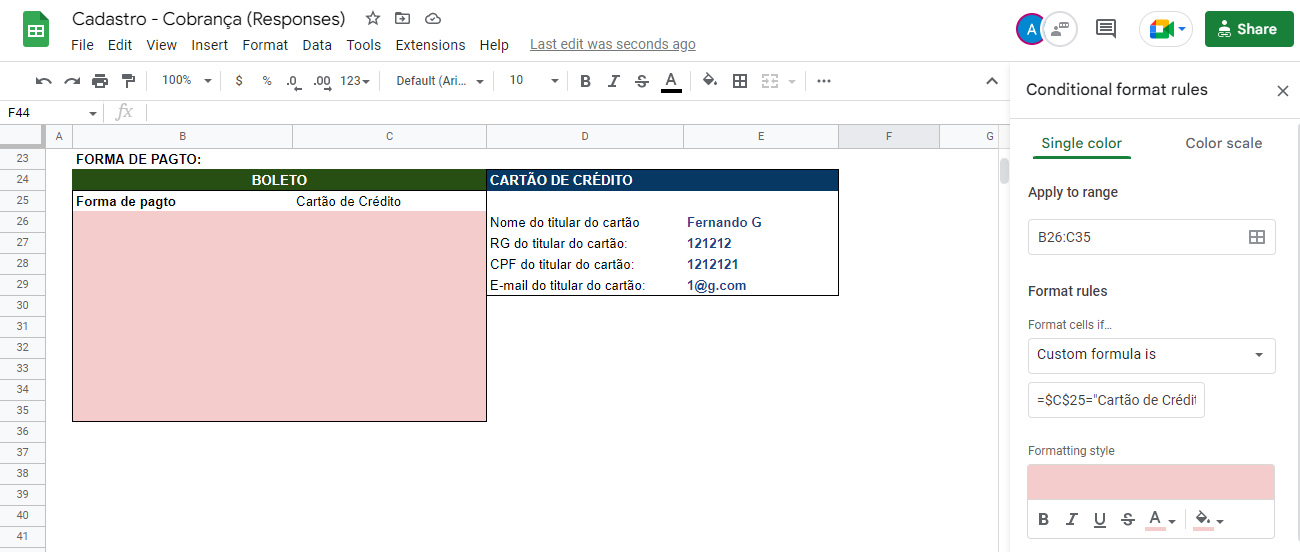 Cadastro - Cobrança (Responses)
File Edit View Insert Format Data Tools Extensions Help Last edit was seconds ago
A
Share
100% $ % .0 .00 123 Default (Ari... 10 B I S A
F44 fx
A B C D E F G
23 FORMA DE PAGTO:
24 BOLETO CARTÃO DE CRÉDITO
25 Forma de pagto Cartão de Crédito
26 Nome do titular do cartão Fernando G
27 RG do titular do cartão: 121212
28 CPF do titular do cartão: 1212121
29 E-mail do titular do cartão: 1@g.com
30
31
32
33
34
35
36
37
38
39
40
41
Conditional format rules
Single color Color scale
Apply to range
B26:C35
Format rules
Format cells if…
Custom formula is
=$C$25="Cartão de Crédit
Formatting style
B I U S A